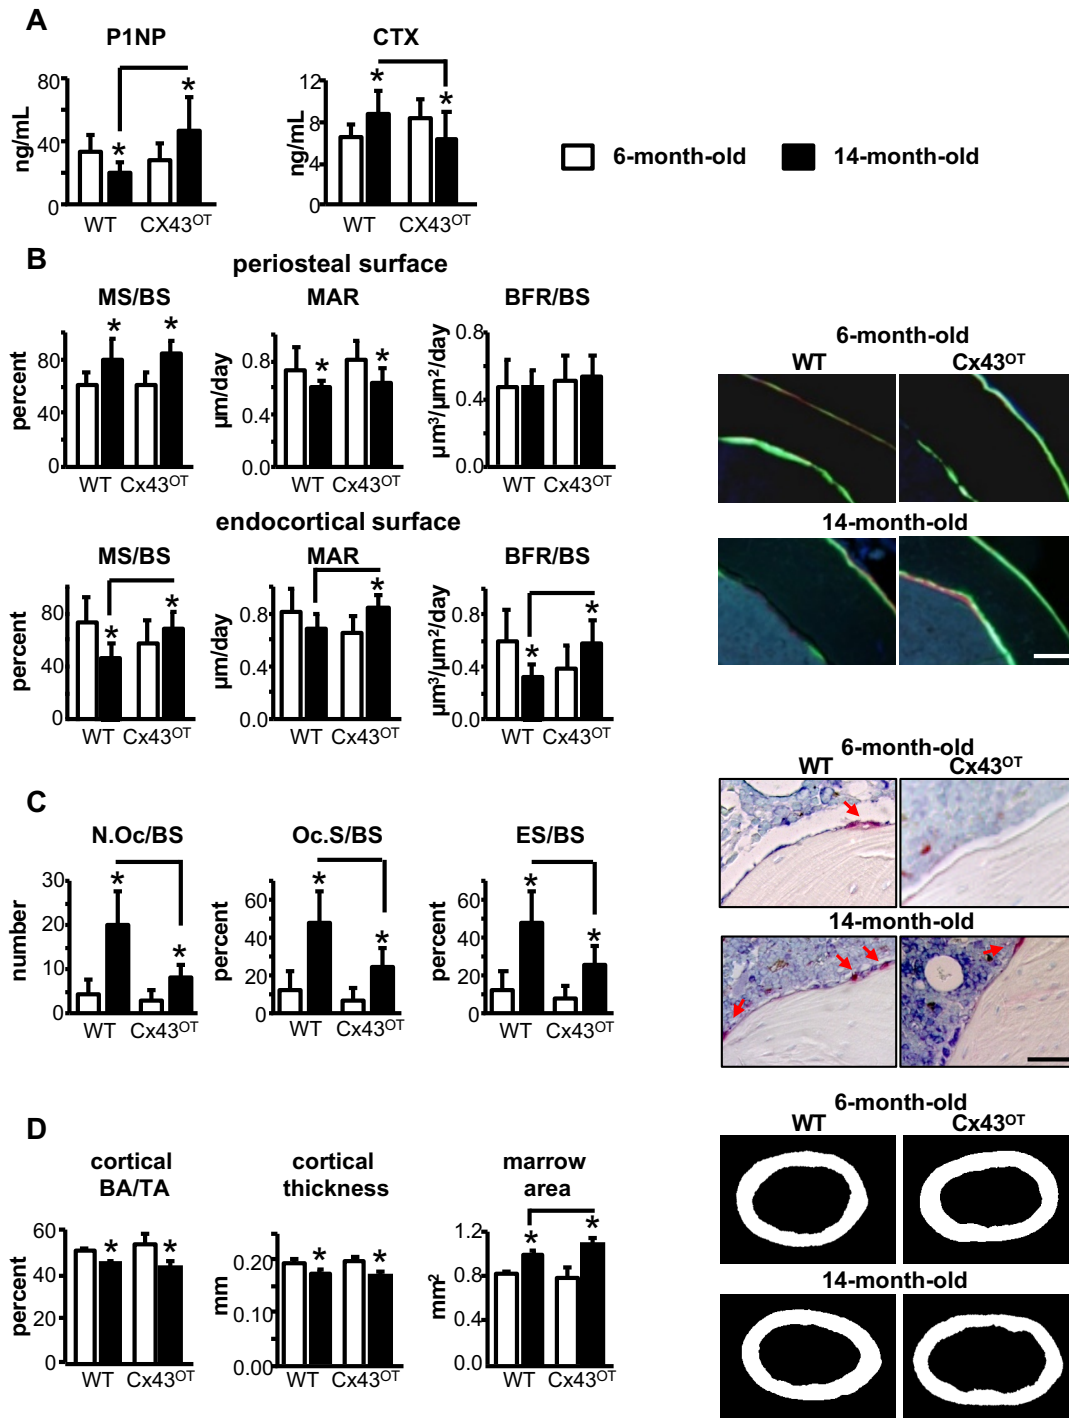 A
P1NP
CTX
ng/mL
80
40
0
*
*
WT
CX43OT
ng/mL
12
8
4
0
*
*
WT
CX43OT
6-month-old
14-month-old
B
periosteal surface
MS/BS
MAR
BFR/BS
percent
80
40
0
*
*
WT
Cx43OT
µm/day
0.8
0.4
0.0
*
*
WT
Cx43OT
µm³/µm²/day
0.8
0.4
0.0
WT
Cx43OT
6-month-old
WT
Cx43OT
14-month-old
endocortical surface
MS/BS
MAR
BFR/BS
percent
80
40
0
*
*
WT
Cx43OT
µm/day
0.8
0.4
0.0
*
WT
Cx43OT
µm³/µm²/day
0.8
0.4
0.0
*
*
WT
Cx43OT
C
N.Oc/BS
Oc.S/BS
ES/BS
number
30
20
10
0
*
*
WT
Cx43OT
percent
60
40
20
0
*
*
WT
Cx43OT
percent
60
40
20
0
*
*
WT
Cx43OT
6-month-old
WT
Cx43OT
14-month-old
D
cortical
BA/TA
cortical
thickness
marrow
area
percent
60
40
20
0
*
*
WT
Cx43OT
mm
0.20
0.10
0.00
*
*
WT
Cx43OT
mm²
1.2
0.8
0.4
0.0
*
*
WT
Cx43OT
6-month-old
WT
Cx43OT
14-month-old